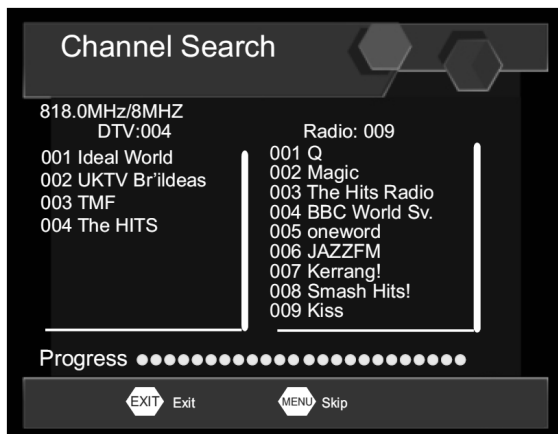 Channel Search
818.0MHz/8MHZ
DTV:004
001 Ideal World
002 UKTV Br'ildeas
003 TMF
004 The HITS
Radio: 009
001 Q
002 Magic
003 The Hits Radio
004 BBC World Sv.
005 oneword
006 JAZZFM
007 Kerrang!
008 Smash Hits!
009 Kiss
Progress
EXIT Exit
MENU Skip